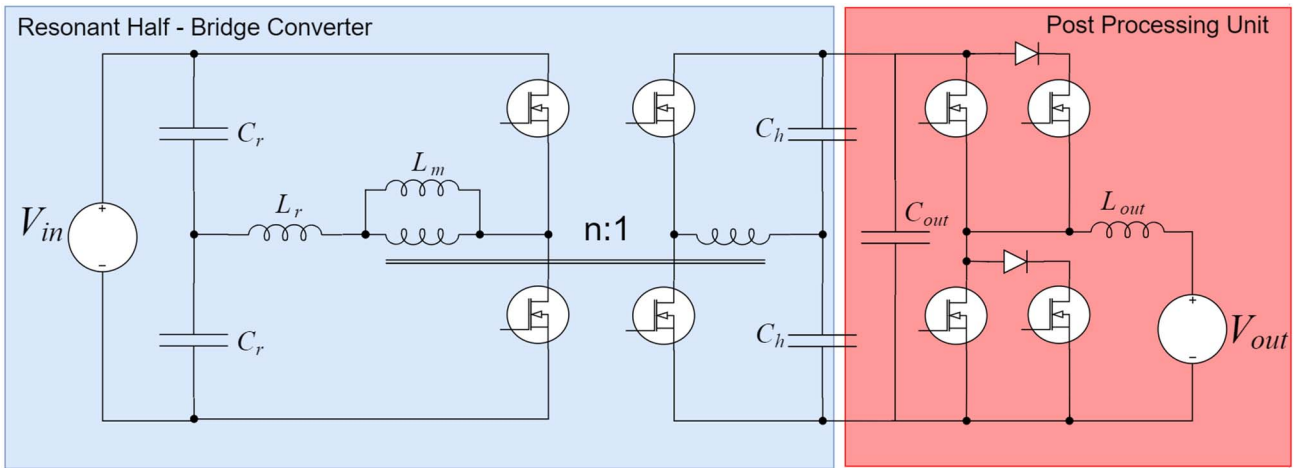 Resonant Half - Bridge Converter
Post Processing Unit
C_r
C_h
L_m
L_r
n:1
C_out
L_out
V_in
+
-
+
-
V_out
C_r
C_h